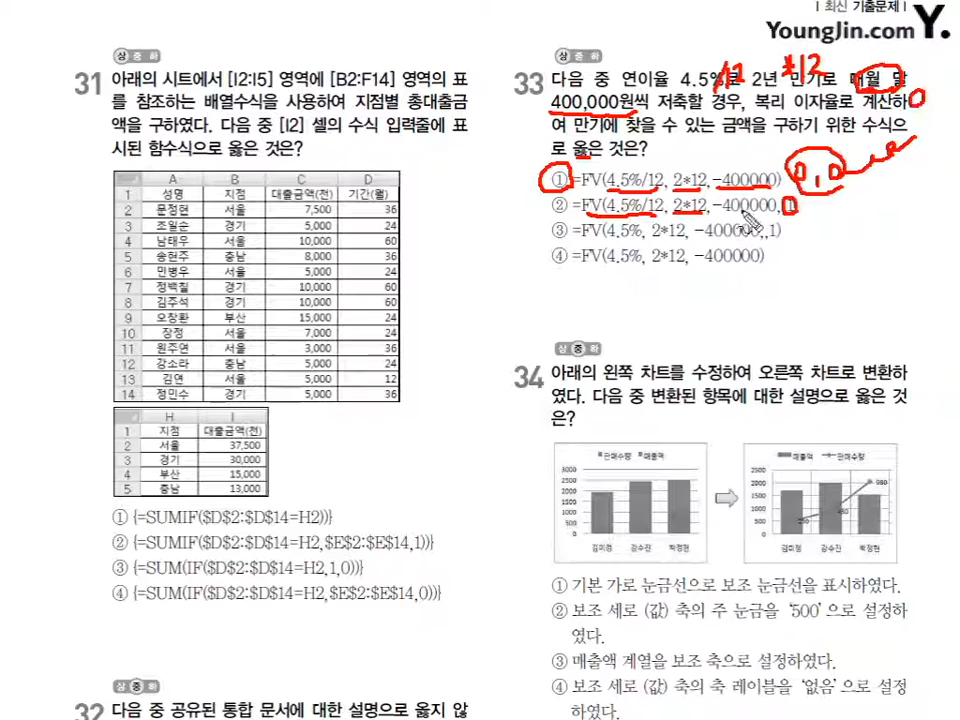 최신 기출문제
YoungJin.com Y.
상 중 하
31 아래의 시트에서 [I2:I5] 영역에 [B2:F14] 영역의 표
를 참조하는 배열수식을 사용하여 지점별 총대출금
액을 구하였다. 다음 중 [I2] 셀의 수식 입력줄에 표
시된 함수식으로 옳은 것은?
A B C D
1 성명 지점 대출금액(천) 기간(월)
2 문정현 서울 7,500 36
3 조일순 경기 5,000 24
4 남태우 서울 10,000 60
5 송현주 충남 8,000 36
6 민병우 서울 5,000 24
7 정백칠 경기 10,000 60
8 김주석 경기 10,000 60
9 오창환 부산 15,000 24
10 장정 서울 7,000 24
11 원주연 서울 3,000 36
12 강소라 충남 5,000 24
13 김연 서울 5,000 12
14 정민수 경기 5,000 36
H I
1 지점 대출금액(천)
2 서울 37,500
3 경기 30,000
4 부산 15,000
5 충남 13,000
① {=SUMIF($D$2:$D$14=H2))}
② {=SUMIF($D$2:$D$14=H2,$E$2:$E$14,1))}
③ {=SUM(IF($D$2:$D$14=H2,1,0))}
④ {=SUM(IF($D$2:$D$14=H2,$E$2:$E$14,0))}
상 중 하
32 다음 중 공유된 통합 문서에 대한 설명으로 옳지 않
상 중 하
/12 *12
33 다음 중 연이율 4.5%로 2년 만기로 매월 말
400,000원씩 저축할 경우, 복리 이자율로 계산하
여 만기에 찾을 수 있는 금액을 구하기 위한 수식으
로 옳은 것은?
① =FV(4.5%/12, 2*12,-400000) 0, 0
② =FV(4.5%/12, 2*12,-400000,,1)
③ =FV(4.5%, 2*12, -400000,,1)
④ =FV(4.5%, 2*12, -400000)
상 중 하
34 아래의 왼쪽 차트를 수정하여 오른쪽 차트로 변환하
였다. 다음 중 변환된 항목에 대한 설명으로 옳은 것
은?
판매수량 매출액
3000
2500
2000
1500
1000
500
0
김미정 강수진 박정현
매출액 판매수량
2500
2000
1500
1000
500
0
980
김미정 강수진 박정현
① 기본 가로 눈금선으로 보조 눈금선을 표시하였다.
② 보조 세로 (값) 축의 주 눈금을 ‘500’으로 설정하
였다.
③ 매출액 계열을 보조 축으로 설정하였다.
④ 보조 세로 (값) 축의 축 레이블을 ‘없음’으로 설정
하였다.